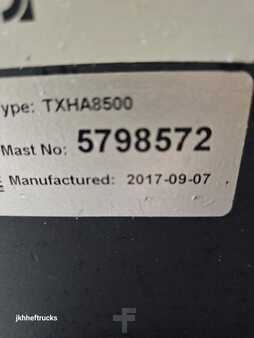 ype: TXHA8500
Mast No: 5798572
Manufactured: 2017-09-07
jkhheftrucks